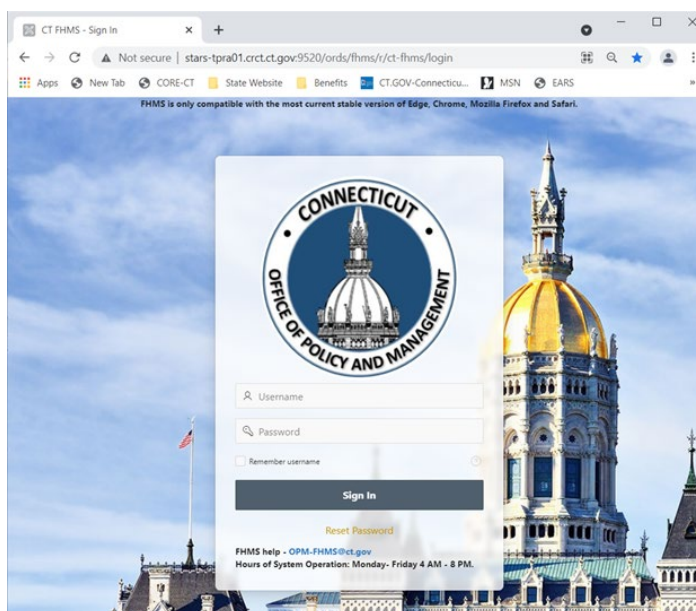 CT FHMS - Sign In
Not secure | stars-tpra01.crct.ct.gov:9520/ords/fhms/r/ct-fhms/login
Apps New Tab CORE-CT State Website Benefits CT.GOV-Connecticu... MSN EARS
FHMS is only compatible with the most current stable version of Edge, Chrome, Mozilla Firefox and Safari.
CONNECTICUT
OFFICE OF POLICY AND MANAGEMENT
Username
Password
Remember username
Sign In
Reset Password
FHMS help - OPM-FHMS@ct.gov
Hours of System Operation: Monday- Friday 4 AM - 8 PM.